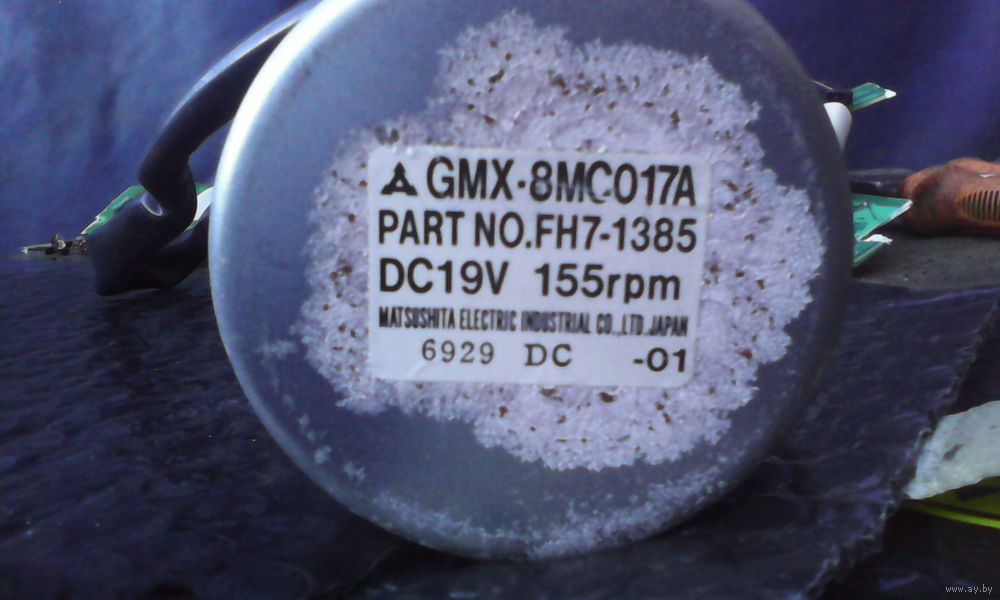 GMX-8MC017A
PART NO.FH7-1385
DC19V 155rpm
MATSUSHITA ELECTRIC INDUSTRIAL CO.,LTD.JAPAN
6929 DC -01
www.ay.by